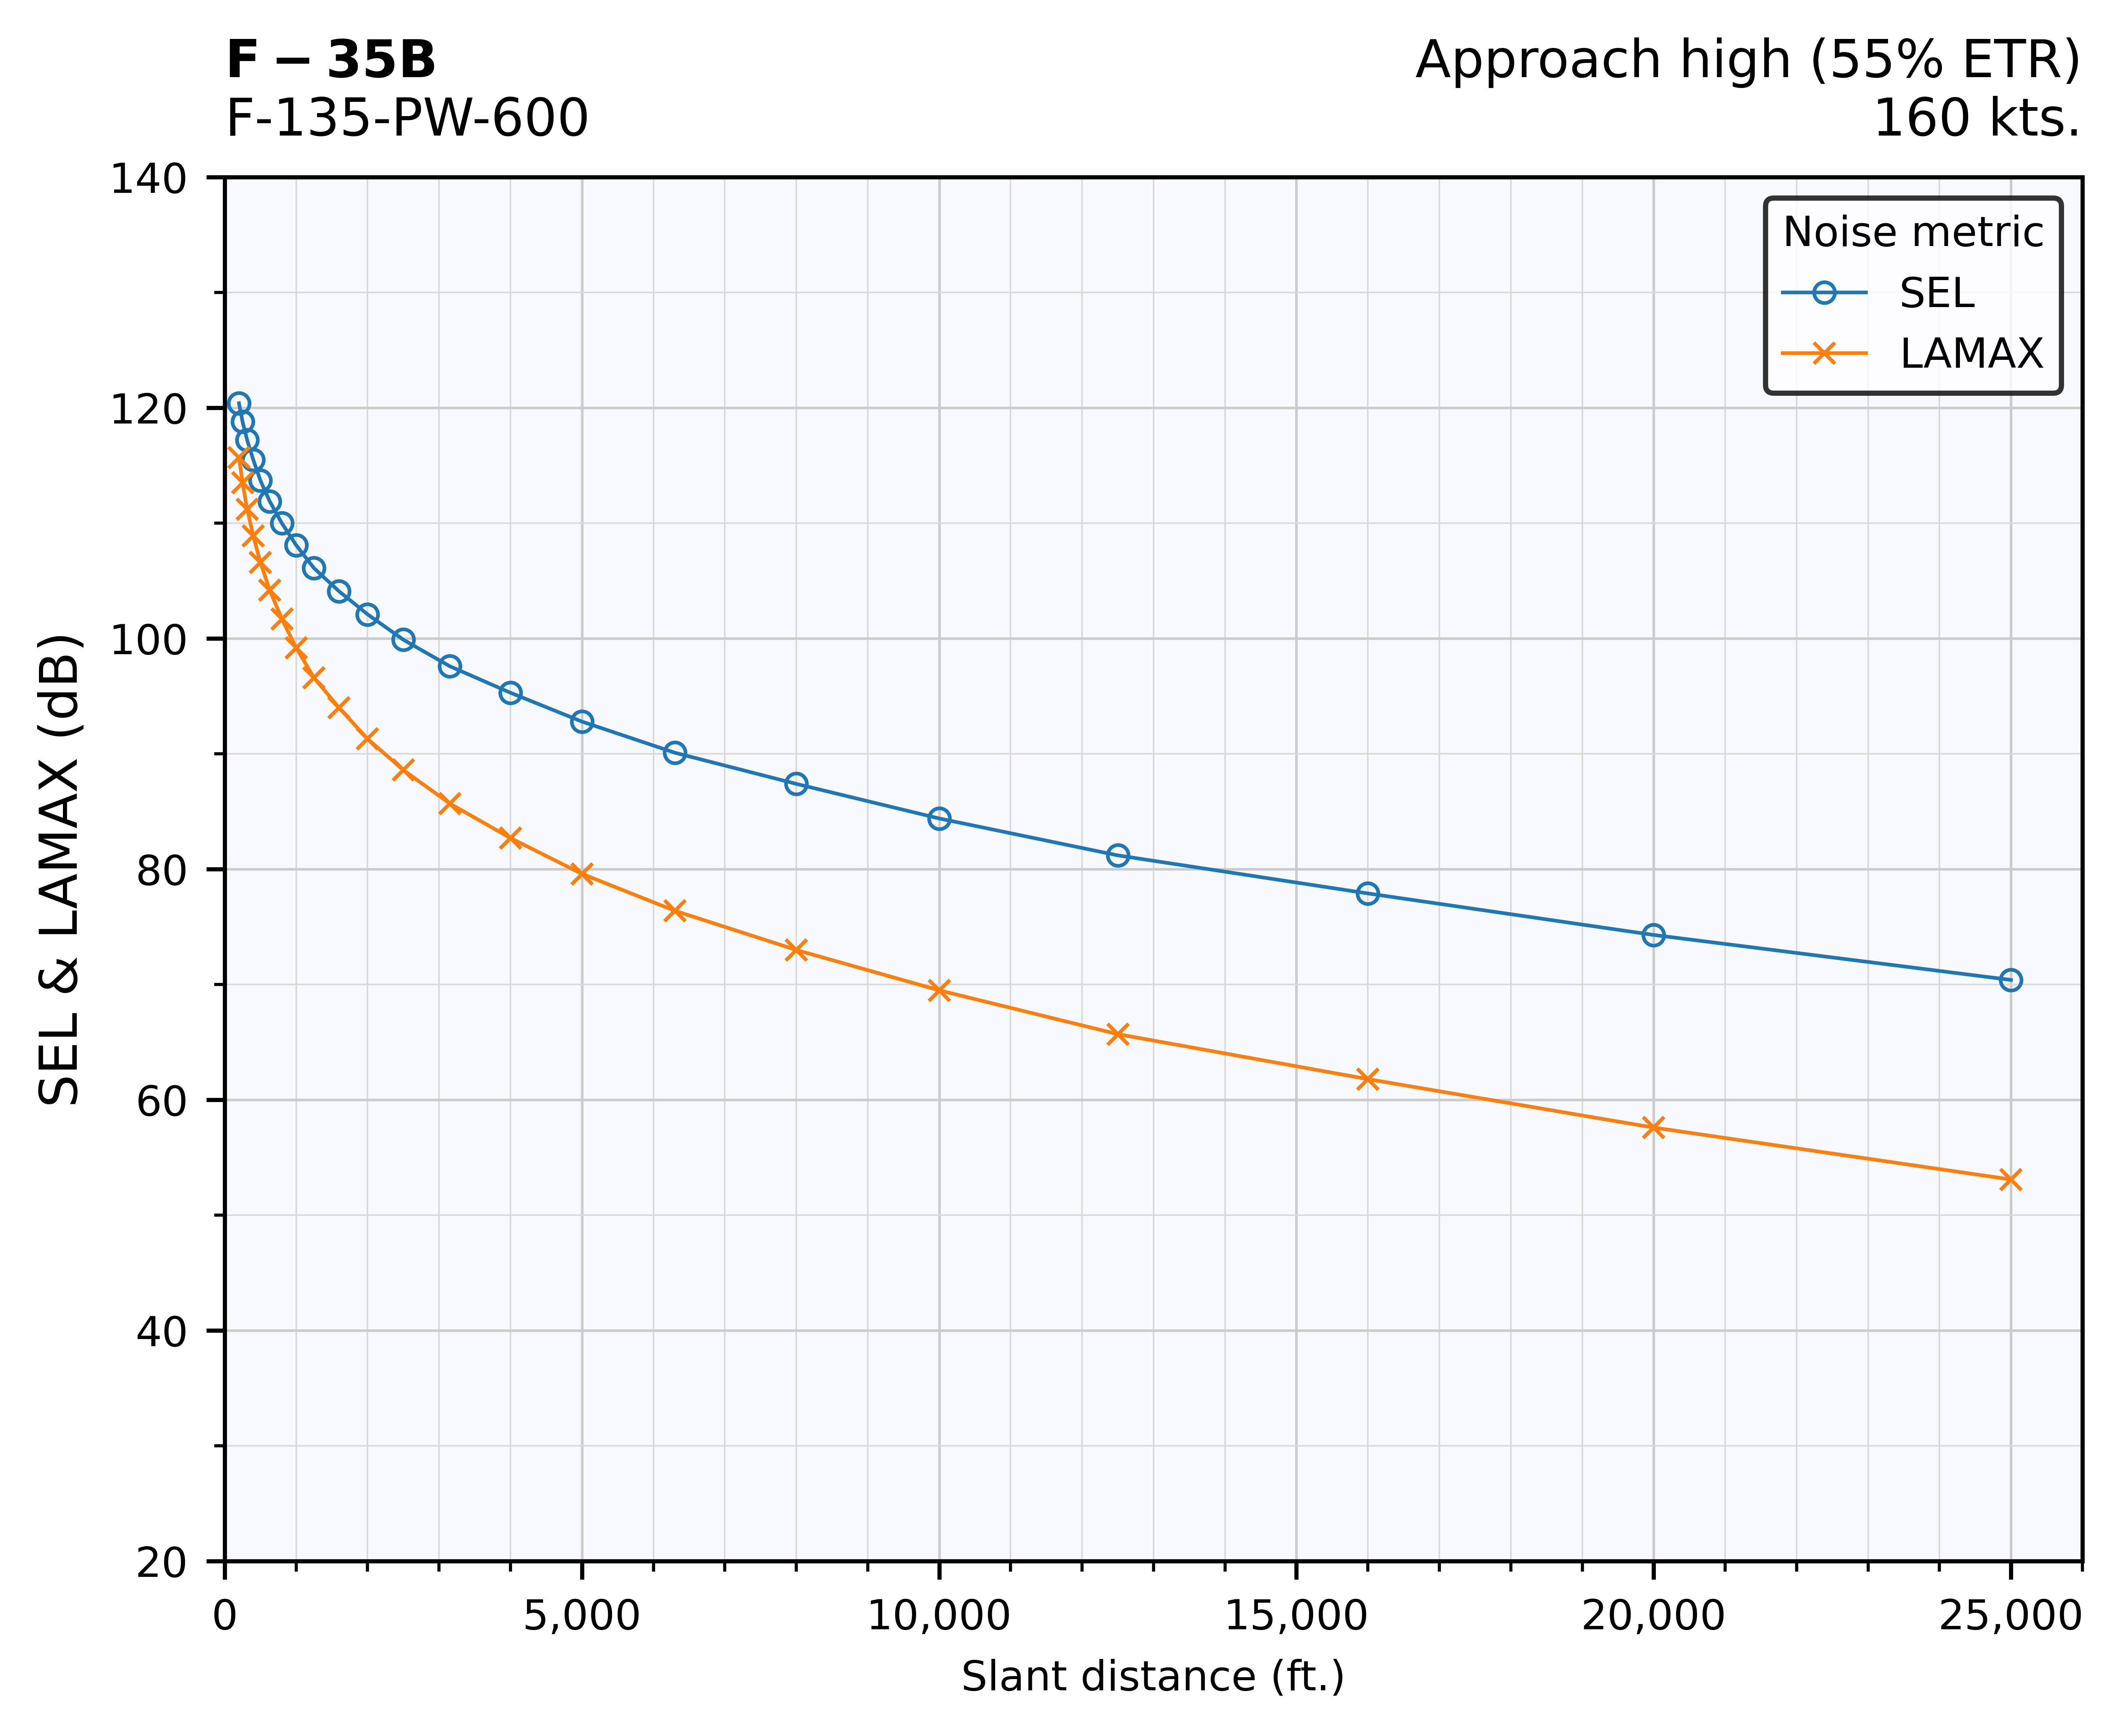 F − 35B
F-135-PW-600
Approach high (55% ETR)
160 kts.
Noise metric
SEL
LAMAX
SEL & LAMAX (dB)
140
120
100
80
60
40
20
0
5,000
10,000
15,000
20,000
25,000
Slant distance (ft.)